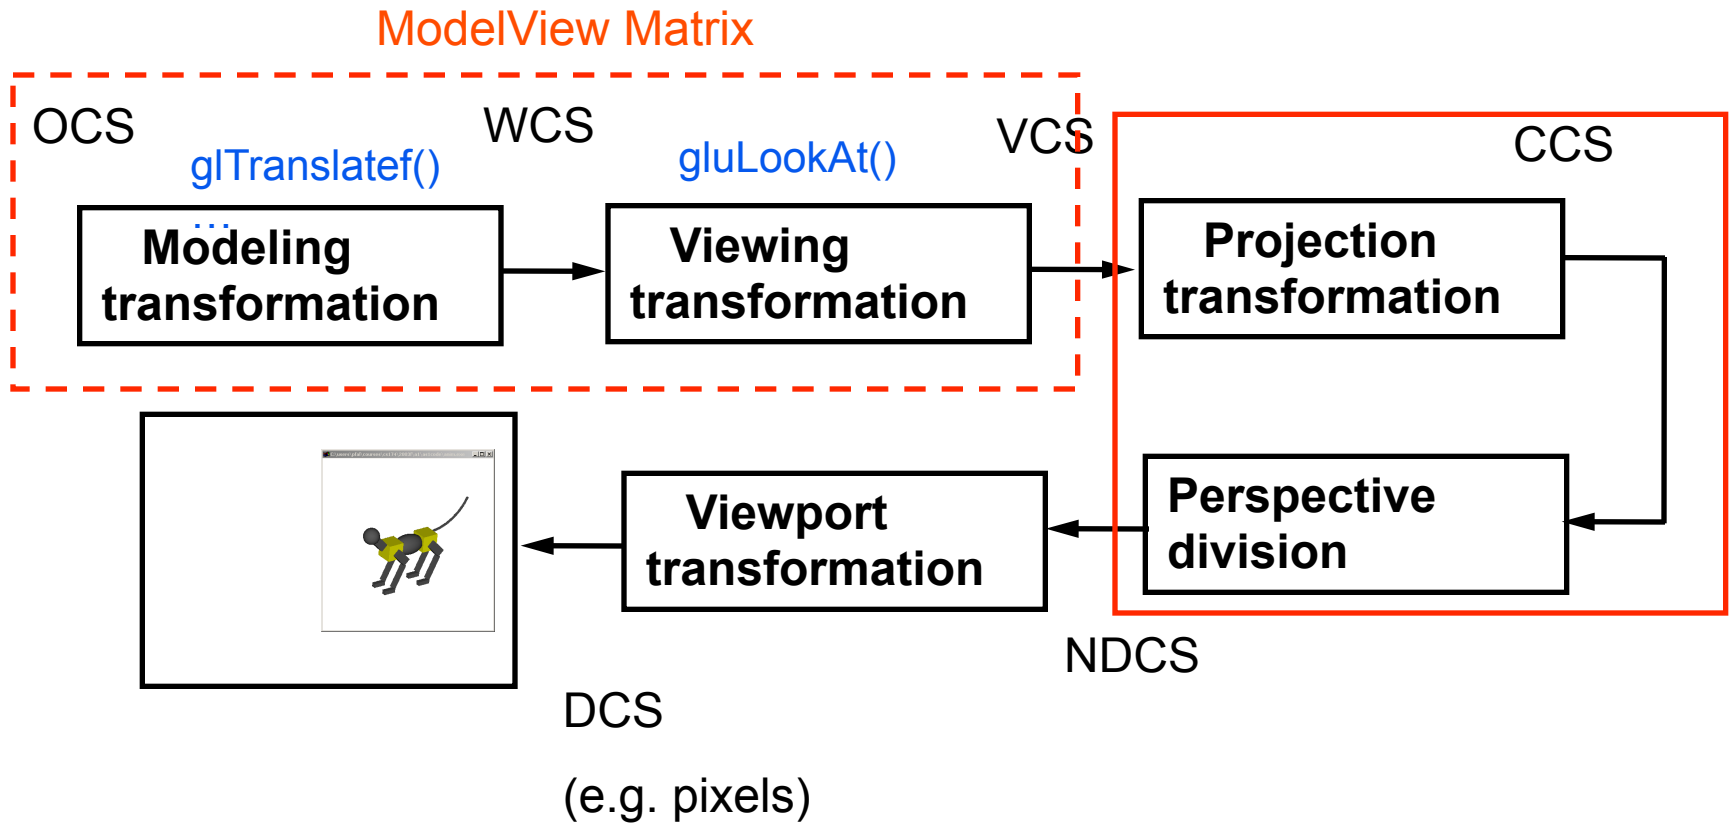 ModelView Matrix
OCS
WCS
VCS
CCS
glTranslatef()
gluLookAt()
...
Modeling
transformation
Viewing
transformation
Projection
transformation
Perspective
division
Viewport
transformation
NDCS
DCS
(e.g. pixels)